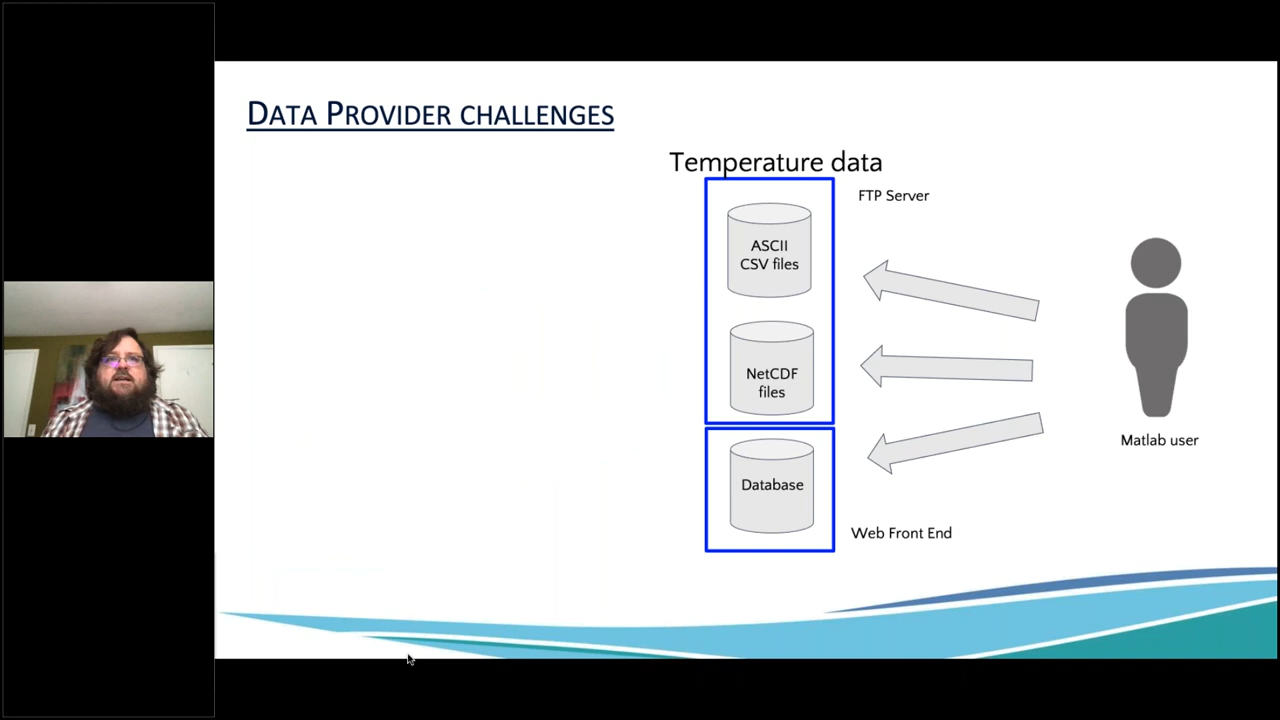 DATA PROVIDER CHALLENGES
Temperature data
FTP Server
ASCII
CSV files
NetCDF
files
Matlab user
Database
Web Front End